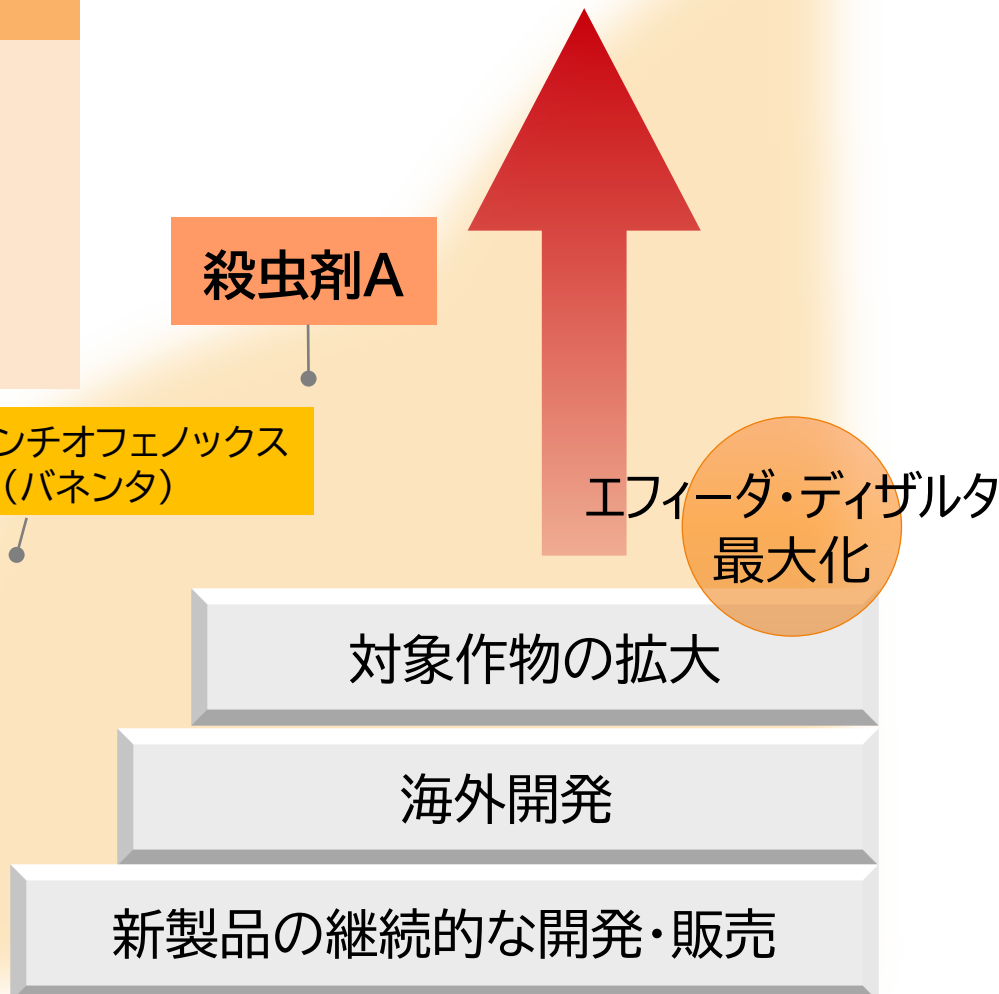 殺虫剤A
ンチオフェノックス
(バネンタ)
エフィーダ・ディザルタ
最大化
対象作物の拡大
海外開発
新製品の継続的な開発・販売